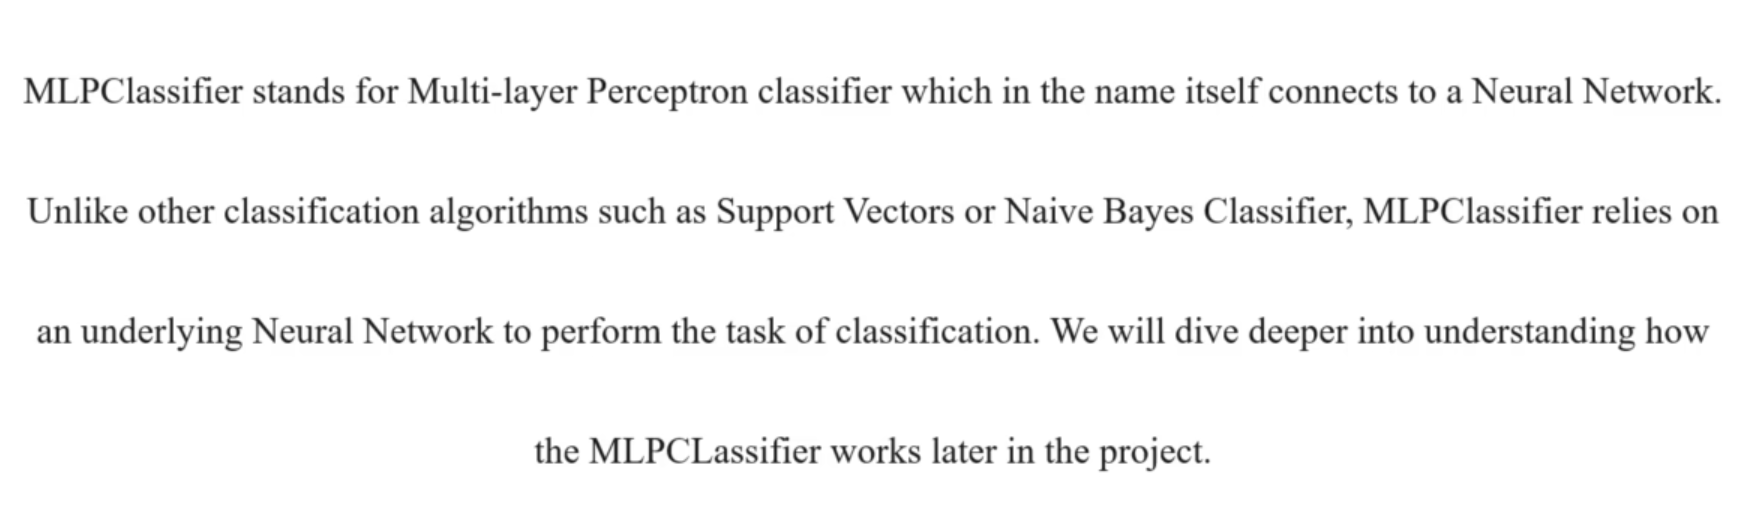 MLPClassifier stands for Multi-layer Perceptron classifier which in the name itself connects to a Neural Network.
Unlike other classification algorithms such as Support Vectors or Naive Bayes Classifier, MLPClassifier relies on
an underlying Neural Network to perform the task of classification. We will dive deeper into understanding how
the MLPCLassifier works later in the project.